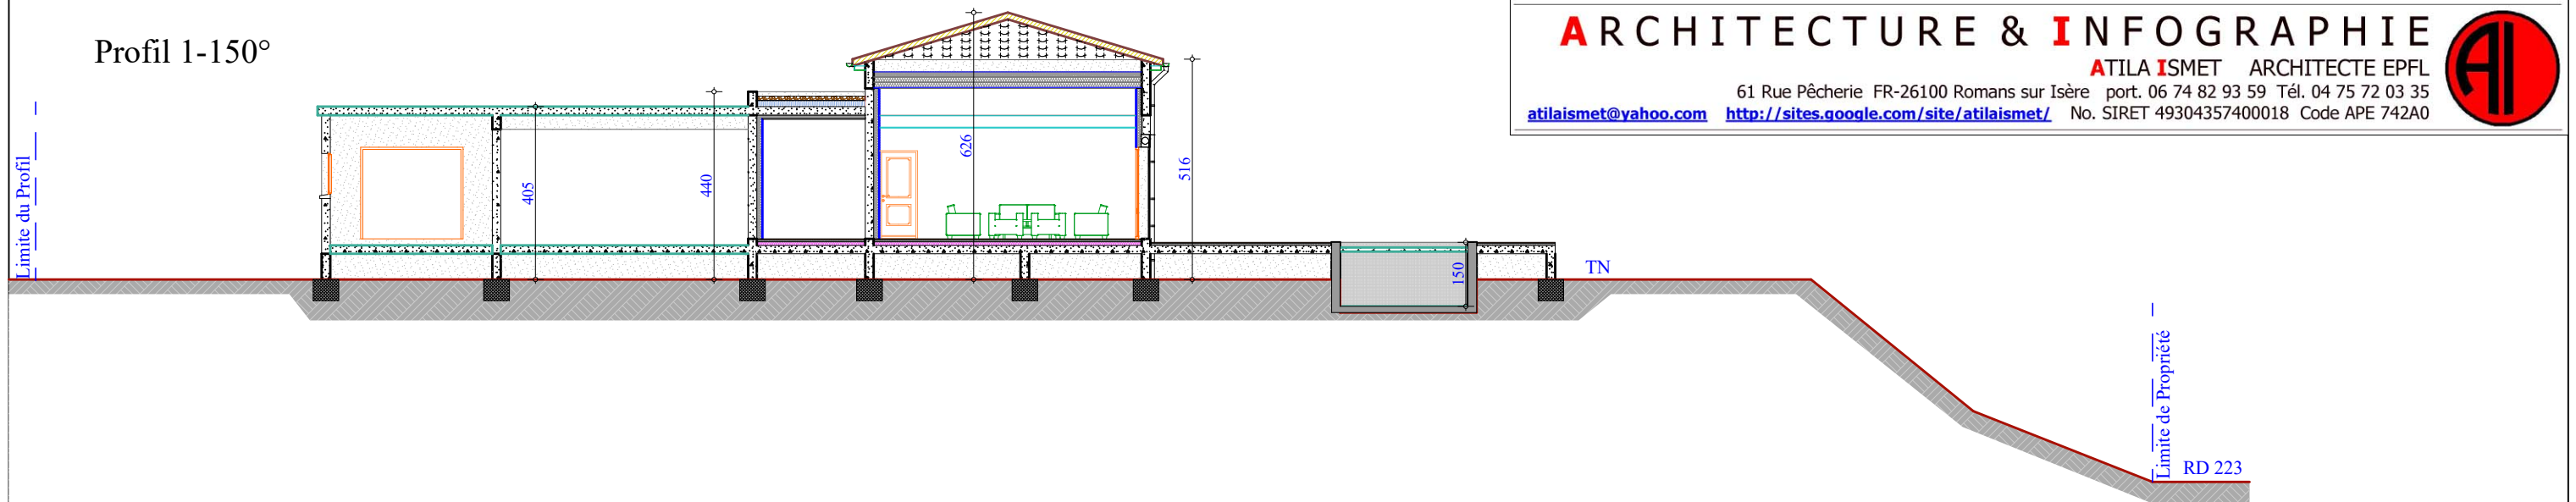 Profil 1-150°
ARCHITECTURE & INFOGRAPHIE
ATILA ISMET ARCHITECTE EPFL
61 Rue Pêcherie FR-26100 Romans sur Isère port. 06 74 82 93 59 Tél. 04 75 72 03 35
atilaismet@yahoo.com http://sites.google.com/site/atilaismet/ No. SIRET 49304357400018 Code APE 742A0
AI
Limite du Profil
405
440
626
516
150
TN
Limite de Propriété
RD 223